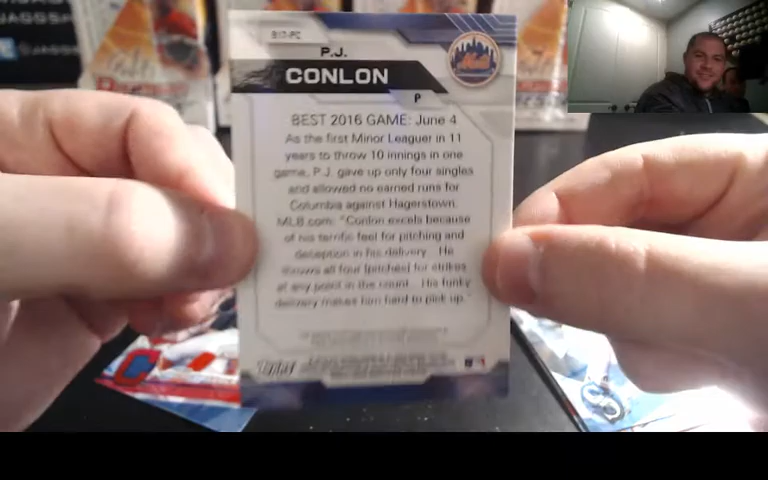 B17-PC
P.J.
CONLON
P
Mets
BEST 2016 GAME: June 4
As the first Minor Leaguer in 11
years to throw 10 innings in one
game, P.J. gave up only four singles
and allowed no earned runs for
Columbia against Hagerstown.
MLB.com: "Conlon excels because
of his terrific feel for pitching and
deception in his delivery. He
throws all four [pitches] for strikes
at any point in the count. His funky
delivery makes him hard to pick up."